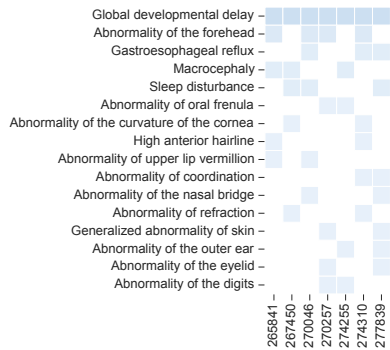 Global developmental delay
Abnormality of the forehead
Gastroesophageal reflux
Macrocephaly
Sleep disturbance
Abnormality of oral frenula
Abnormality of the curvature of the cornea
High anterior hairline
Abnormality of upper lip vermillion
Abnormality of coordination
Abnormality of the nasal bridge
Abnormality of refraction
Generalized abnormality of skin
Abnormality of the outer ear
Abnormality of the eyelid
Abnormality of the digits
265841
267450
270046
270257
274255
274310
277839